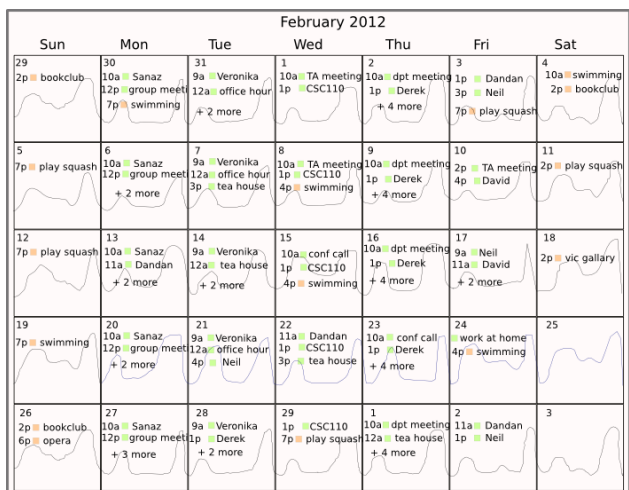 February 2012
Sun Mon Tue Wed Thu Fri Sat
29
2p bookclub
30
10a Sanaz
12p group meeti
7p swimming
31
9a Veronika
12a office hour
+ 2 more
1
10a TA meeting
1p CSC110
2
10a dpt meeting
1p Derek
+ 4 more
3
1p Dandan
3p Neil
7p play squash
4
10a swimming
2p bookclub
5
7p play squash
6
10a Sanaz
12p group meeti
+ 2 more
7
9a Veronika
12a office hour
3p tea house
8
10a TA meeting
1p CSC110
4p swimming
9
10a dpt meeting
1p Derek
+ 4 more
10
2p TA meeting
4p David
11
2p play squash
12
7p play squash
13
10a Sanaz
11a Dandan
+ 2 more
14
9a Veronika
12a tea house
+ 2 more
15
10a conf call
1p CSC110
4p swimming
16
10a dpt meeting
1p Derek
+ 4 more
17
9a Neil
11a David
+ 2 more
18
2p vic gallary
19
7p swimming
20
10a Sanaz
12p group meeti
+ 2 more
21
9a Veronika
12a office hour
4p Neil
22
11a Dandan
1p CSC110
3p tea house
23
10a conf call
1p Derek
+ 4 more
24
work at home
4p swimming
25
26
2p bookclub
6p opera
27
10a Sanaz
12p group meeti
+ 3 more
28
9a Veronika
1p Derek
+ 2 more
29
1p CSC110
7p play squash
1
10a dpt meeting
12a tea house
+ 4 more
2
11a Dandan
1p Neil
3